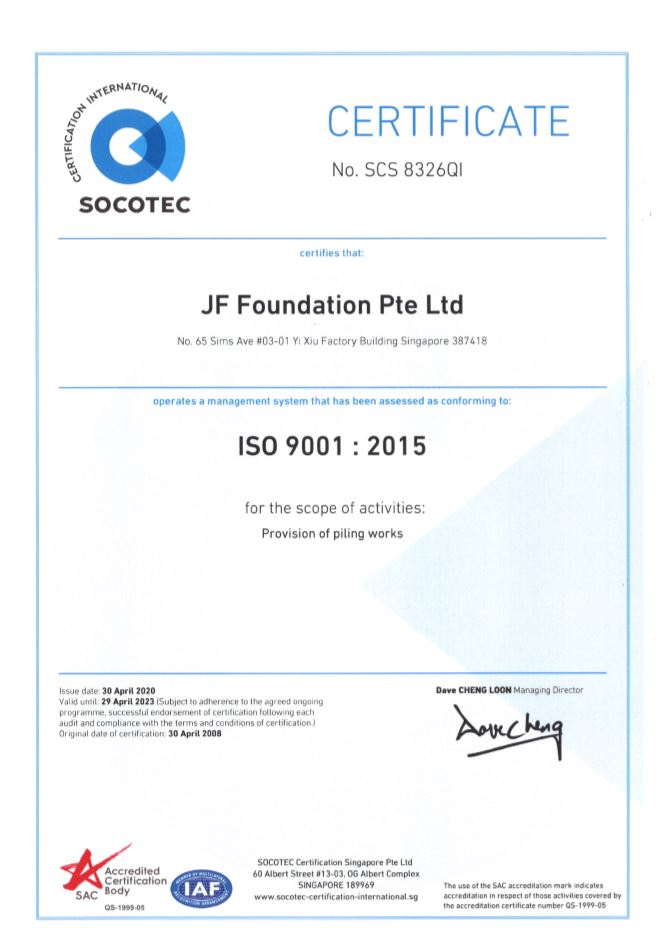 CERTIFICATION INTERNATIONAL
SOCOTEC
CERTIFICATE
No. SCS 8326QI
certifies that:
JF Foundation Pte Ltd
No. 65 Sims Ave #03-01 Yi Xiu Factory Building Singapore 387418
operates a management system that has been assessed as conforming to:
ISO 9001 : 2015
for the scope of activities:
Provision of piling works
Issue date: 30 April 2020
Valid until: 29 April 2023 (Subject to adherence to the agreed ongoing
programme, successful endorsement of certification following each
audit and compliance with the terms and conditions of certification.)
Original date of certification: 30 April 2008
Dave CHENG LOON Managing Director
Dave Cheng
SAC
Accredited
Certification
Body
QS-1999-05
MEMBER OF MULTILATERAL
IAF
RECOGNITION ARRANGEMENT
SOCOTEC Certification Singapore Pte Ltd
60 Albert Street #13-03, OG Albert Complex
SINGAPORE 189969
www.socotec-certification-international.sg
The use of the SAC accreditation mark indicates
accreditation in respect of those activities covered by
the accreditation certificate number QS-1999-05